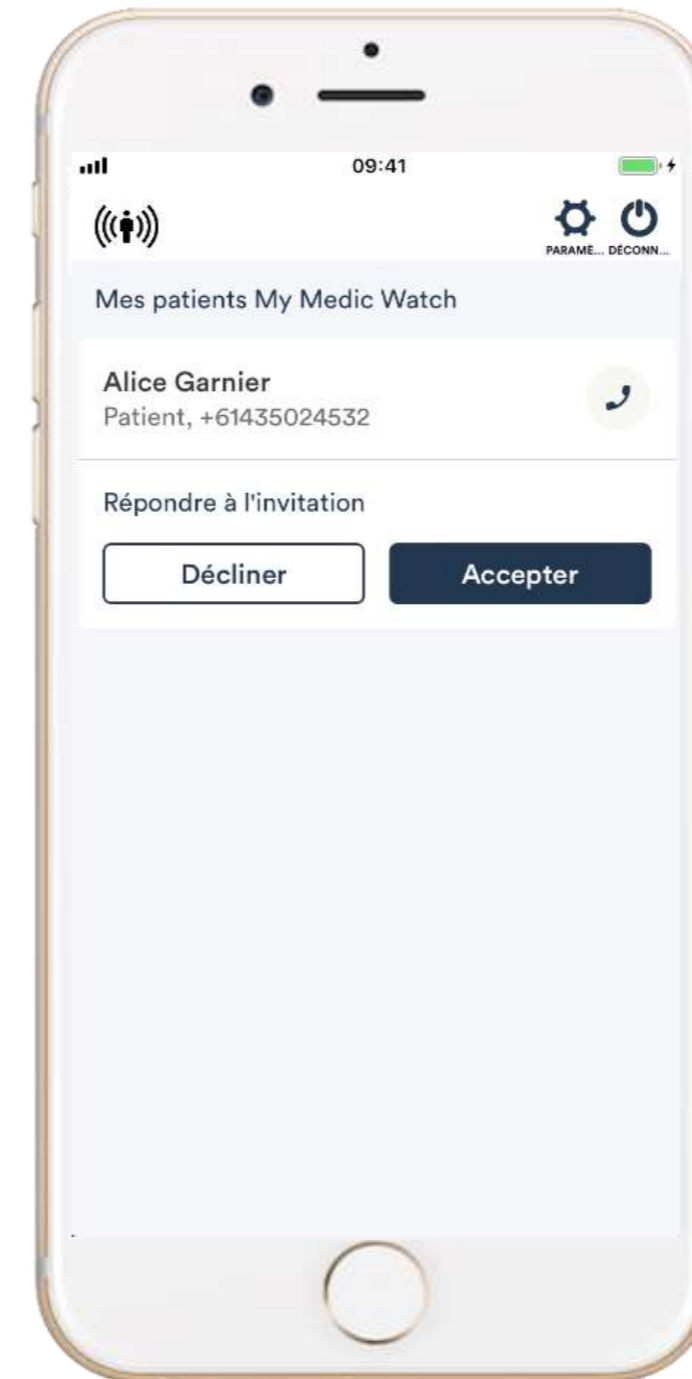 09:41
PARAMÈ... DÉCONN...
Mes patients My Medic Watch
Alice Garnier
Patient, +61435024532
Répondre à l'invitation
Décliner Accepter